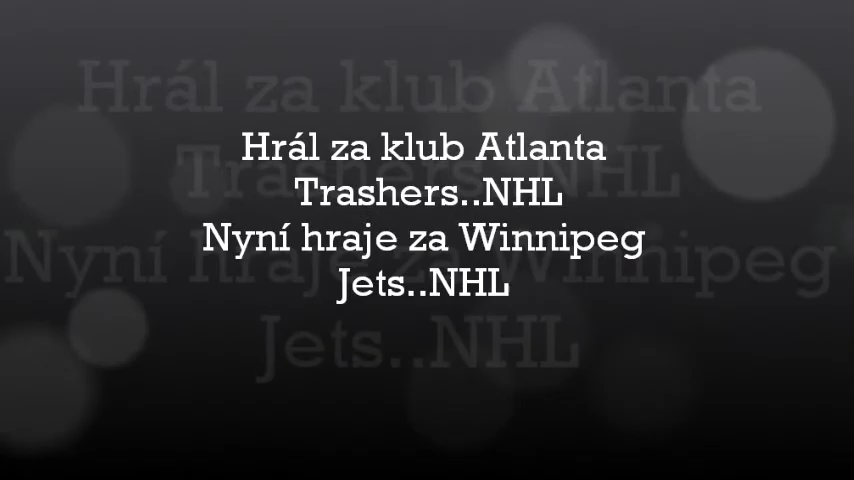 Hrál za klub Atlanta
Trashers..NHL
Nyní hraje za Winnipeg
Jets..NHL